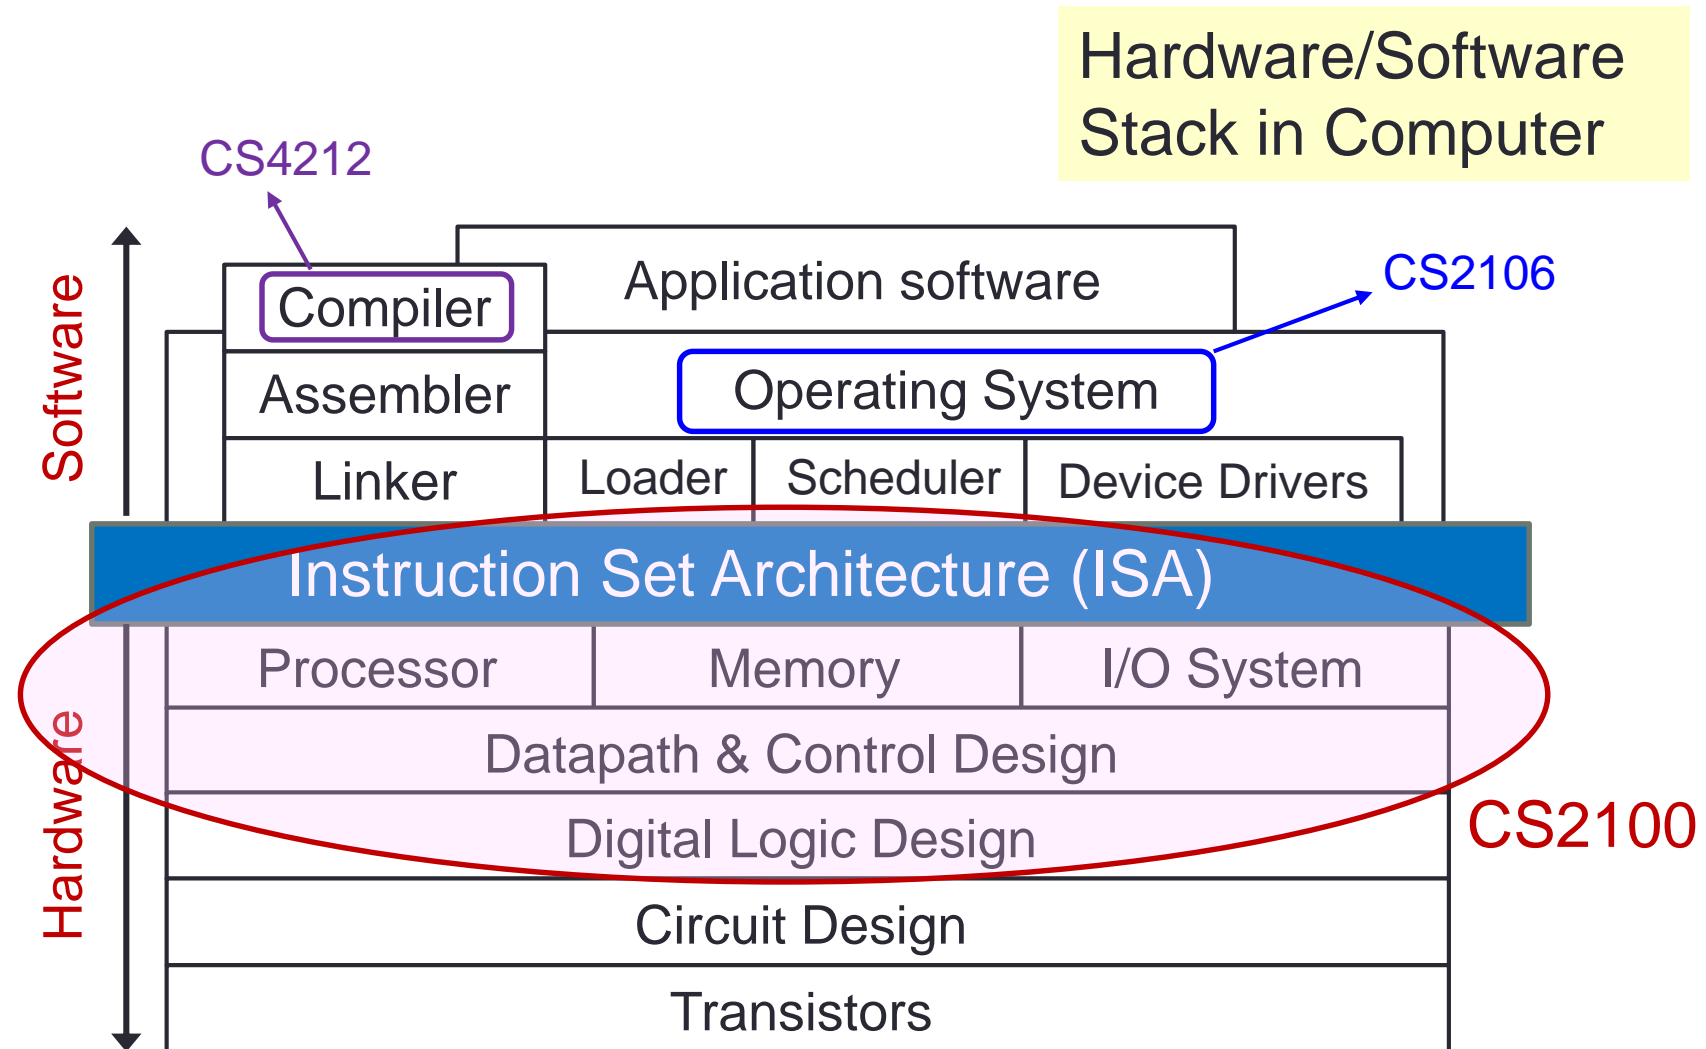 Hardware/Software
Stack in Computer
CS4212
Application software
CS2106
Compiler
Software
Assembler
Operating System
Linker
Loader
Scheduler
Device Drivers
Instruction Set Architecture (ISA)
Processor
Memory
I/O System
Hardware
Datapath & Control Design
CS2100
Digital Logic Design
Circuit Design
Transistors